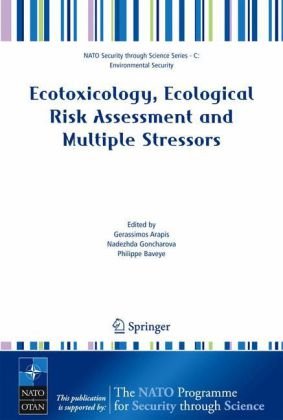 NATO Security through Science Series - C:
Environmental Security
Ecotoxicology, Ecological
Risk Assessment and
Multiple Stressors
Edited by
Gerassimos Arapis
Nadezhda Goncharova
Philippe Baveye
Springer
NATO
OTAN
This publication
is supported by:
The NATO Programme
for Security through Science